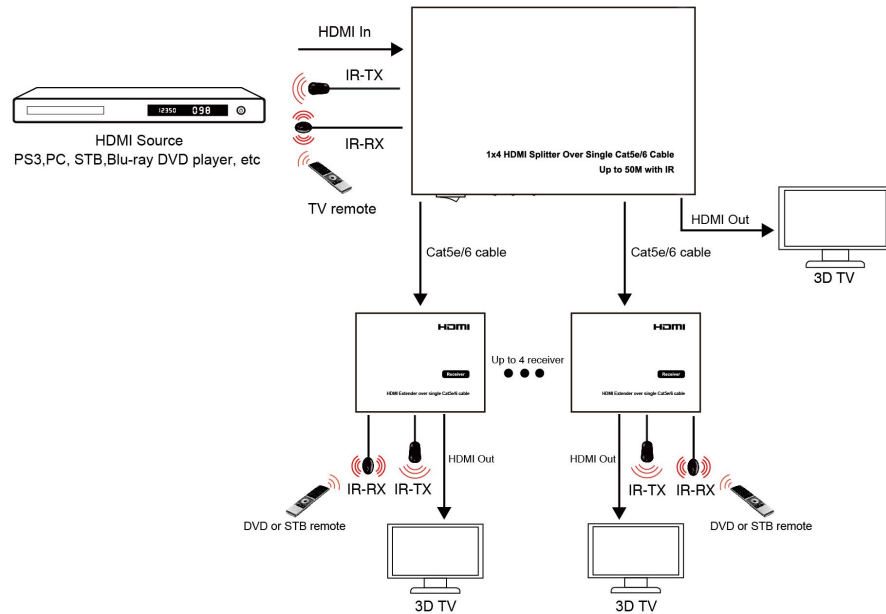 HDMI In
IR-TX
12350 098
HDMI Source
PS3,PC, STB,Blu-ray DVD player, etc
IR-RX
TV remote
1x4 HDMI Splitter Over Single Cat5e/6 Cable
Up to 50M with IR
HDMI Out
3D TV
Cat5e/6 cable
Cat5e/6 cable
HDMI
Receiver
HDMI Extender over single Cat5e/6 cable
Up to 4 receiver
HDMI
Receiver
HDMI Extender over single Cat5e/6 cable
HDMI Out
HDMI Out
IR-RX
IR-TX
IR-TX
IR-RX
DVD or STB remote
DVD or STB remote
3D TV
3D TV